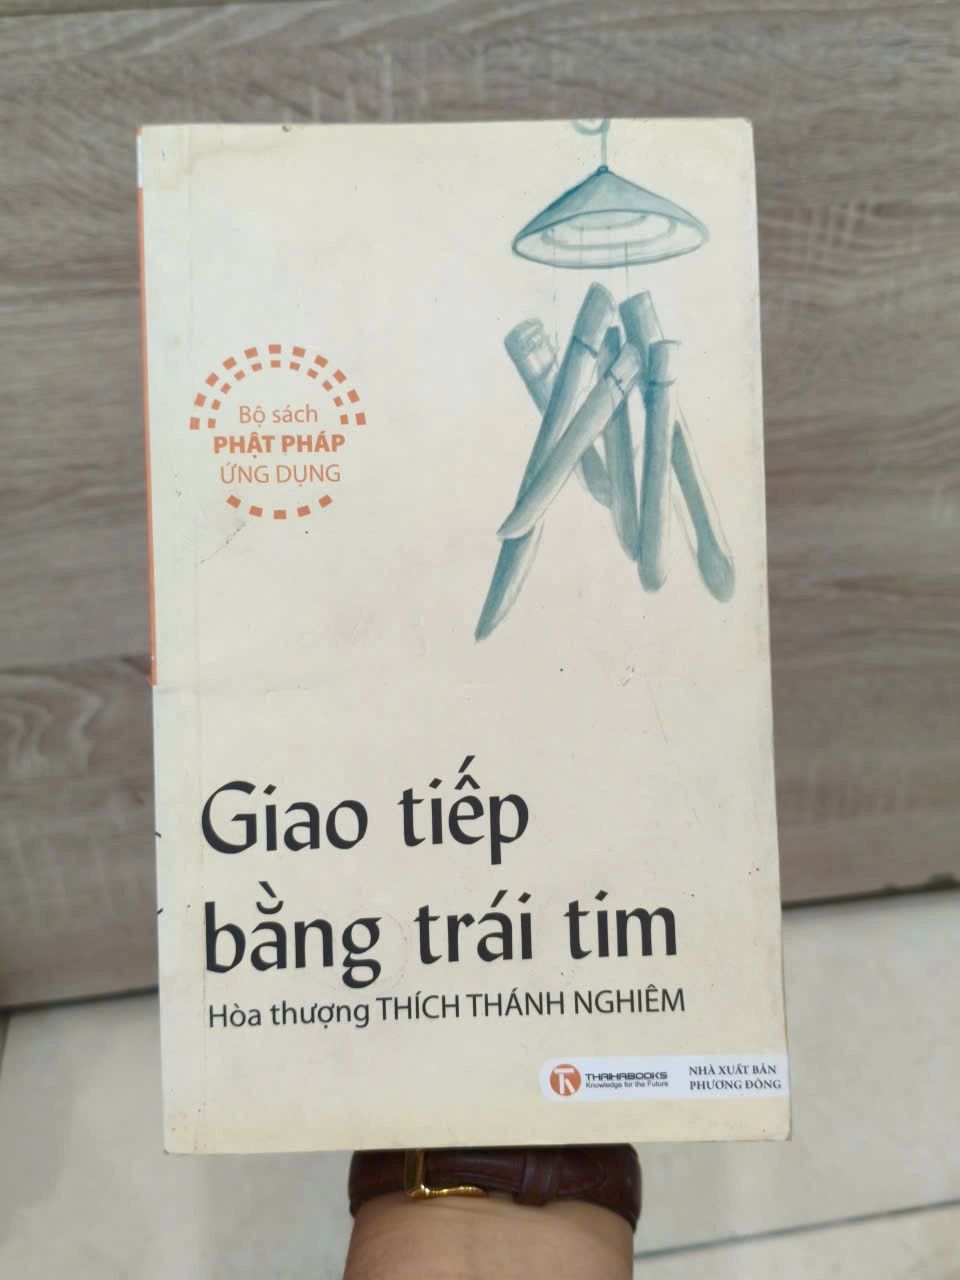 Bộ sách
PHẬT PHÁP
ỨNG DỤNG
Giao tiếp
bằng trái tim
Hòa thượng THÍCH THÁNH NGHIÊM
THAIHABOOKS
Knowledge for the Future
NHÀ XUẤT BẢN
PHƯƠNG ĐÔNG